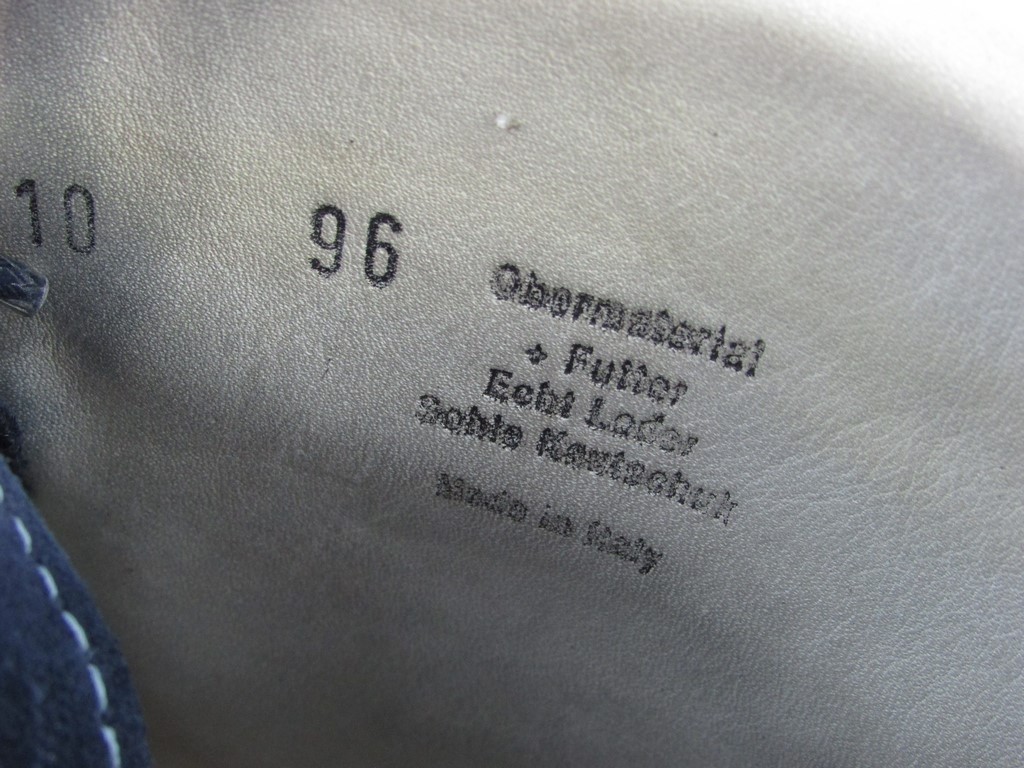 10 96
Obermaterial
+ Futter
Echt Leder
Sohle Kautschuk
Made in Italy